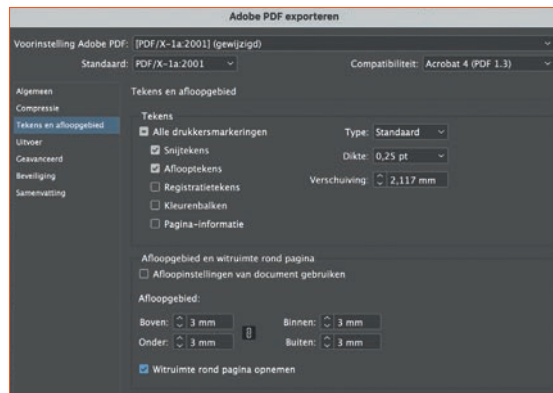 Adobe PDF exporteren
Voorinstelling Adobe PDF: [PDF/X-1a:2001] (gewijzigd)
Standaard: PDF/X-1a:2001 Compatibiliteit: Acrobat 4 (PDF 1.3)
Algemeen
Compressie
Tekens en afloopgebied
Uitvoer
Geavanceerd
Beveiliging
Samenvatting
Tekens en afloopgebied
Tekens
Alle drukkersmarkeringen Type: Standaard
Snijtekens Dikte: 0,25 pt
Aflooptekens Verschuiving: 2,117 mm
Registratietekens
Kleurenbalken
Pagina-informatie
Afloopgebied en witruimte rond pagina
Afloopinstellingen van document gebruiken
Afloopgebied:
Boven: 3 mm Binnen: 3 mm
Onder: 3 mm Buiten: 3 mm
Witruimte rond pagina opnemen